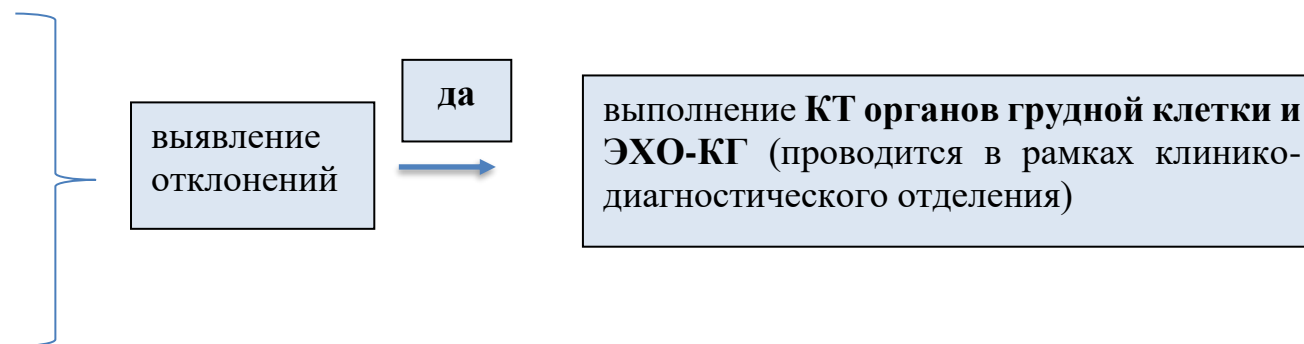 выявление
отклонений
да
выполнение КТ органов грудной клетки и
ЭХО-КГ (проводится в рамках клинико-
диагностического отделения)